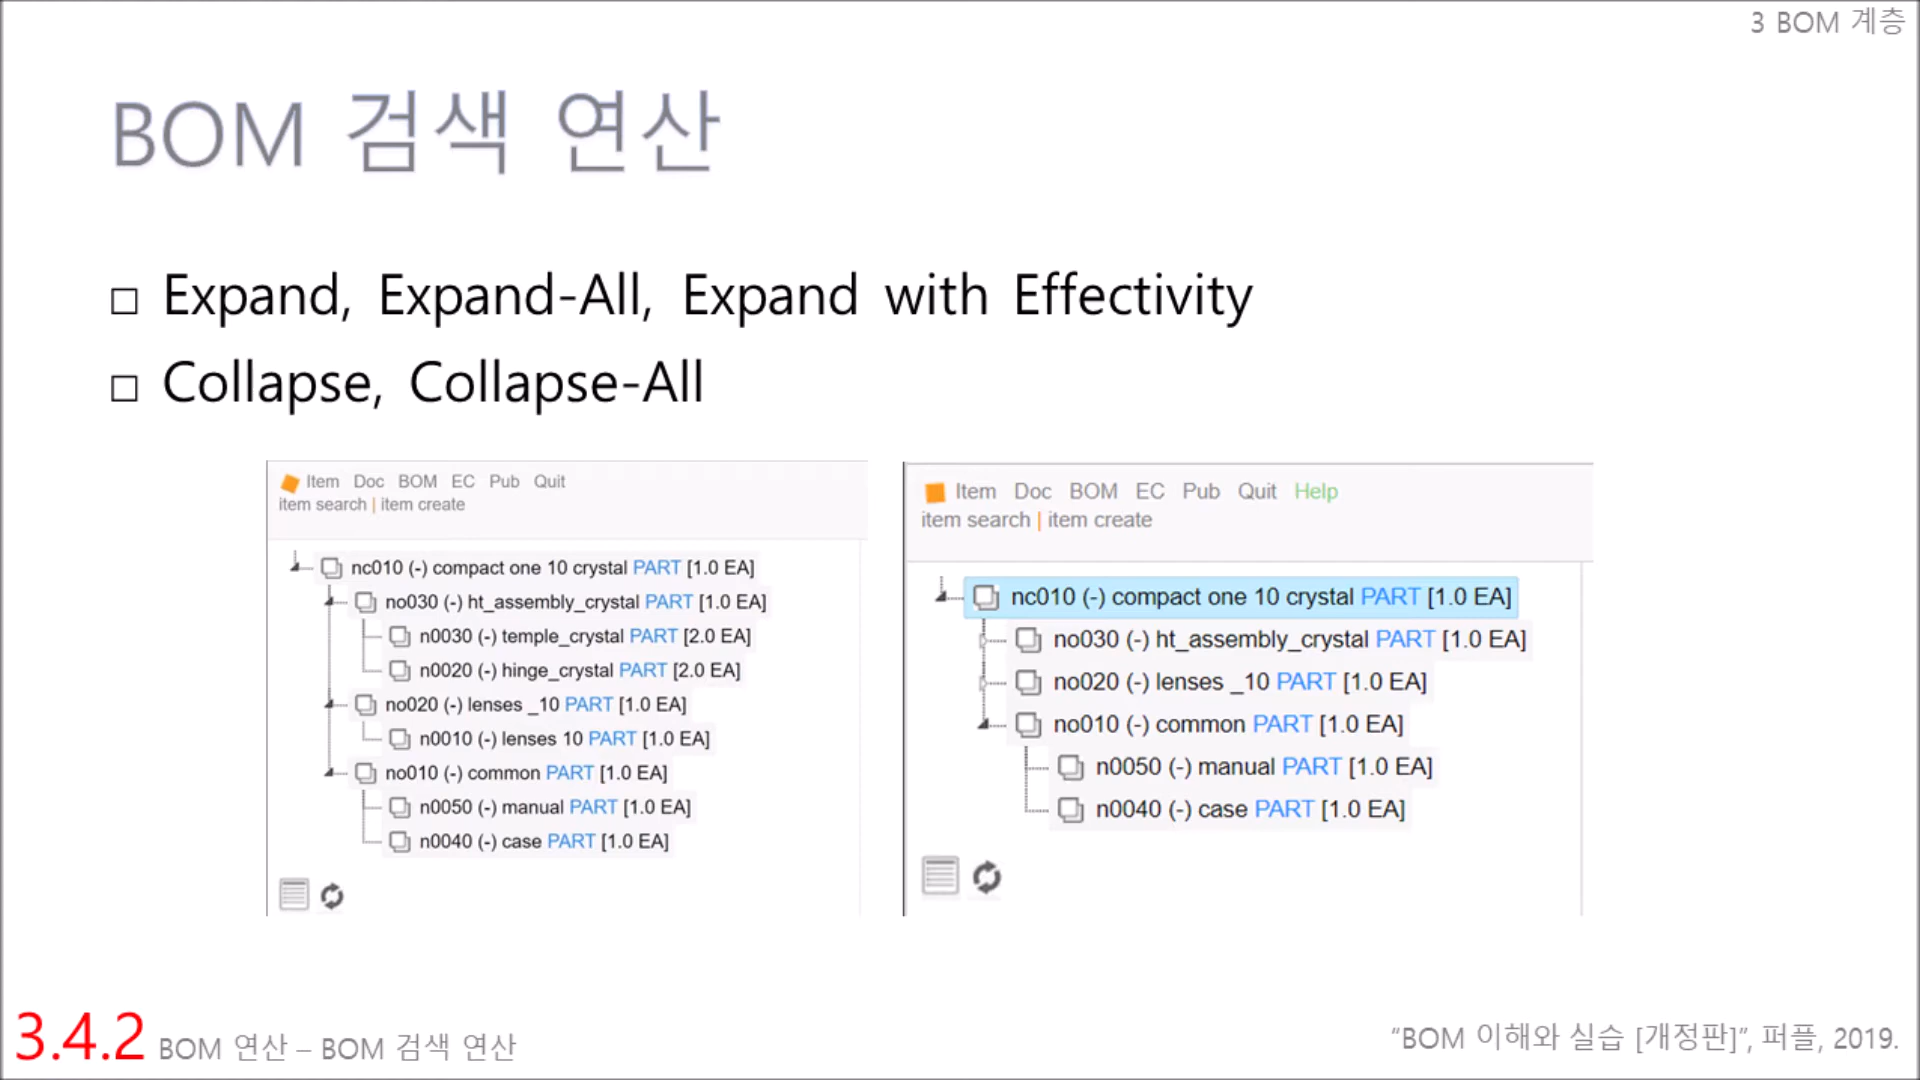 3 BOM 계층
BOM 검색 연산
□ Expand, Expand-All, Expand with Effectivity
□ Collapse, Collapse-All
Item Doc BOM EC Pub Quit
item search | item create
nc010 (-) compact one 10 crystal PART [1.0 EA]
no030 (-) ht_assembly_crystal PART [1.0 EA]
n0030 (-) temple_crystal PART [2.0 EA]
n0020 (-) hinge_crystal PART [2.0 EA]
no020 (-) lenses _10 PART [1.0 EA]
n0010 (-) lenses 10 PART [1.0 EA]
no010 (-) common PART [1.0 EA]
n0050 (-) manual PART [1.0 EA]
n0040 (-) case PART [1.0 EA]
Item Doc BOM EC Pub Quit Help
item search | item create
nc010 (-) compact one 10 crystal PART [1.0 EA]
no030 (-) ht_assembly_crystal PART [1.0 EA]
no020 (-) lenses _10 PART [1.0 EA]
no010 (-) common PART [1.0 EA]
n0050 (-) manual PART [1.0 EA]
n0040 (-) case PART [1.0 EA]
3.4.2 BOM 연산 – BOM 검색 연산
“BOM 이해와 실습 [개정판]”, 퍼플, 2019.